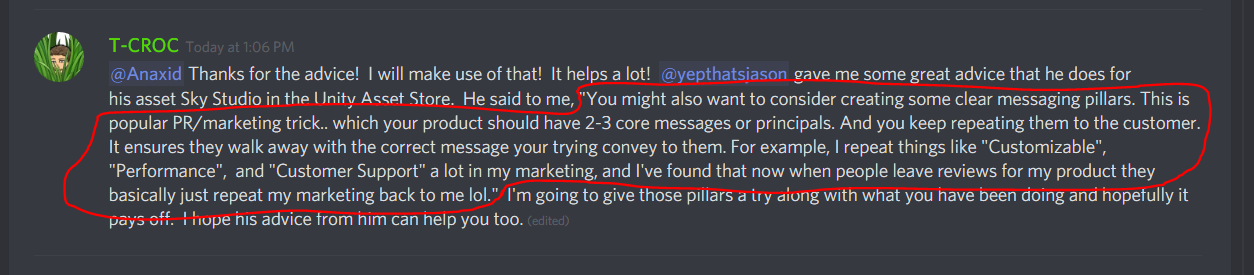 T-CROC Today at 1:06 PM
@Anaxid Thanks for the advice! I will make use of that! It helps a lot! @yepthatsjason gave me some great advice that he does for
his asset Sky Studio in the Unity Asset Store. He said to me, "You might also want to consider creating some clear messaging pillars. This is
popular PR/marketing trick.. which your product should have 2-3 core messages or principals. And you keep repeating them to the customer.
It ensures they walk away with the correct message your trying convey to them. For example, I repeat things like "Customizable",
"Performance", and "Customer Support" a lot in my marketing, and I've found that now when people leave reviews for my product they
basically just repeat my marketing back to me lol." I'm going to give those pillars a try along with what you have been doing and hopefully it
pays off. I hope his advice from him can help you too. (edited)